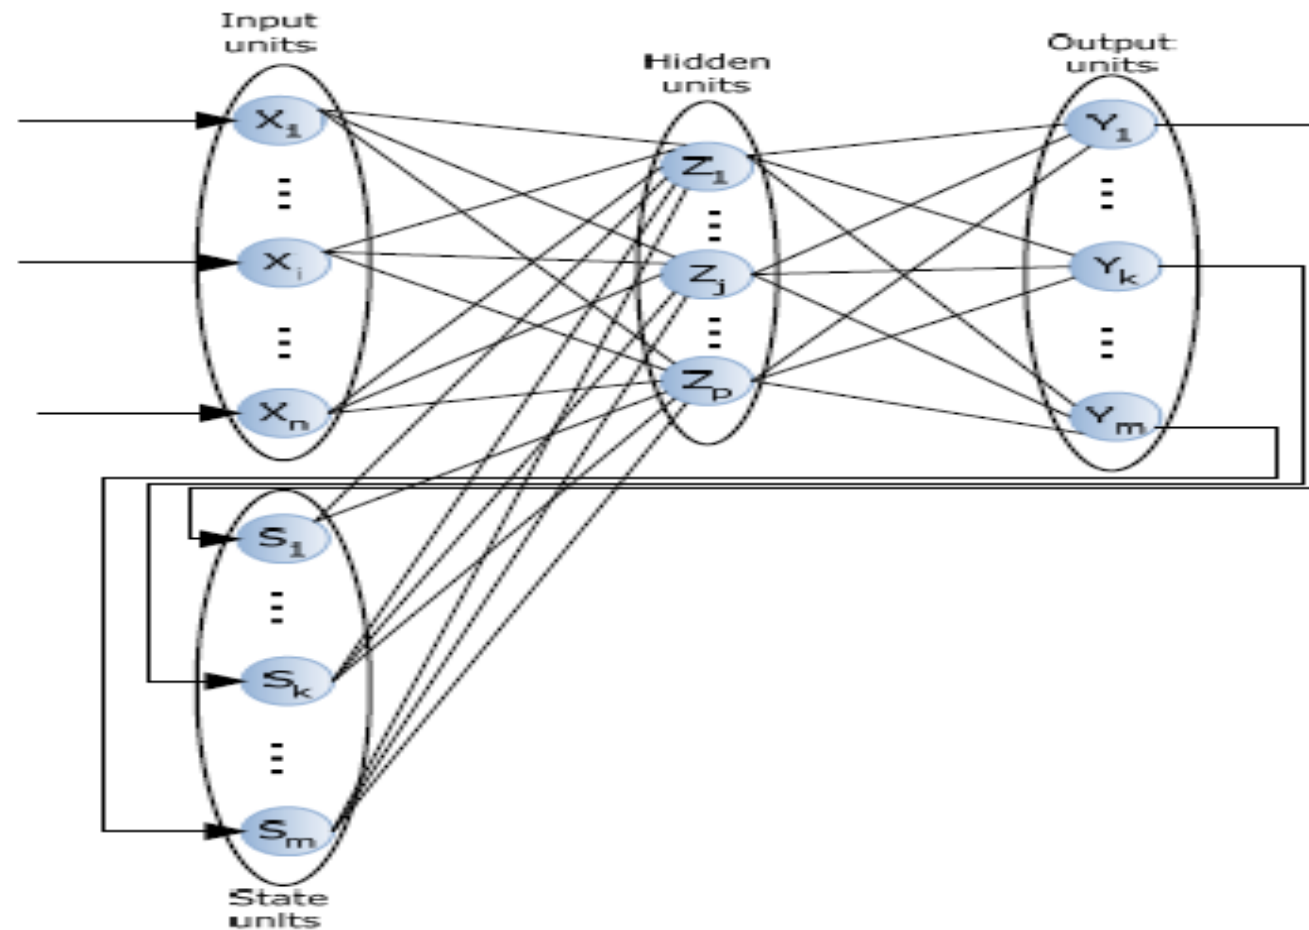 Input
units
Hidden
units
Output
units
X1
Xi
Xn
Z1
Zj
Zp
Y1
Yk
Ym
S1
Sk
Sm
State
units